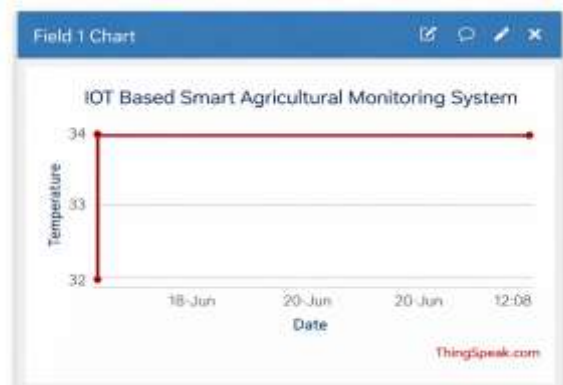 Field 1 Chart
IOT Based Smart Agricultural Monitoring System
Temperature
34
33
32
18-Jun 20-Jun 20-Jun 12:08
Date
ThingSpeak.com